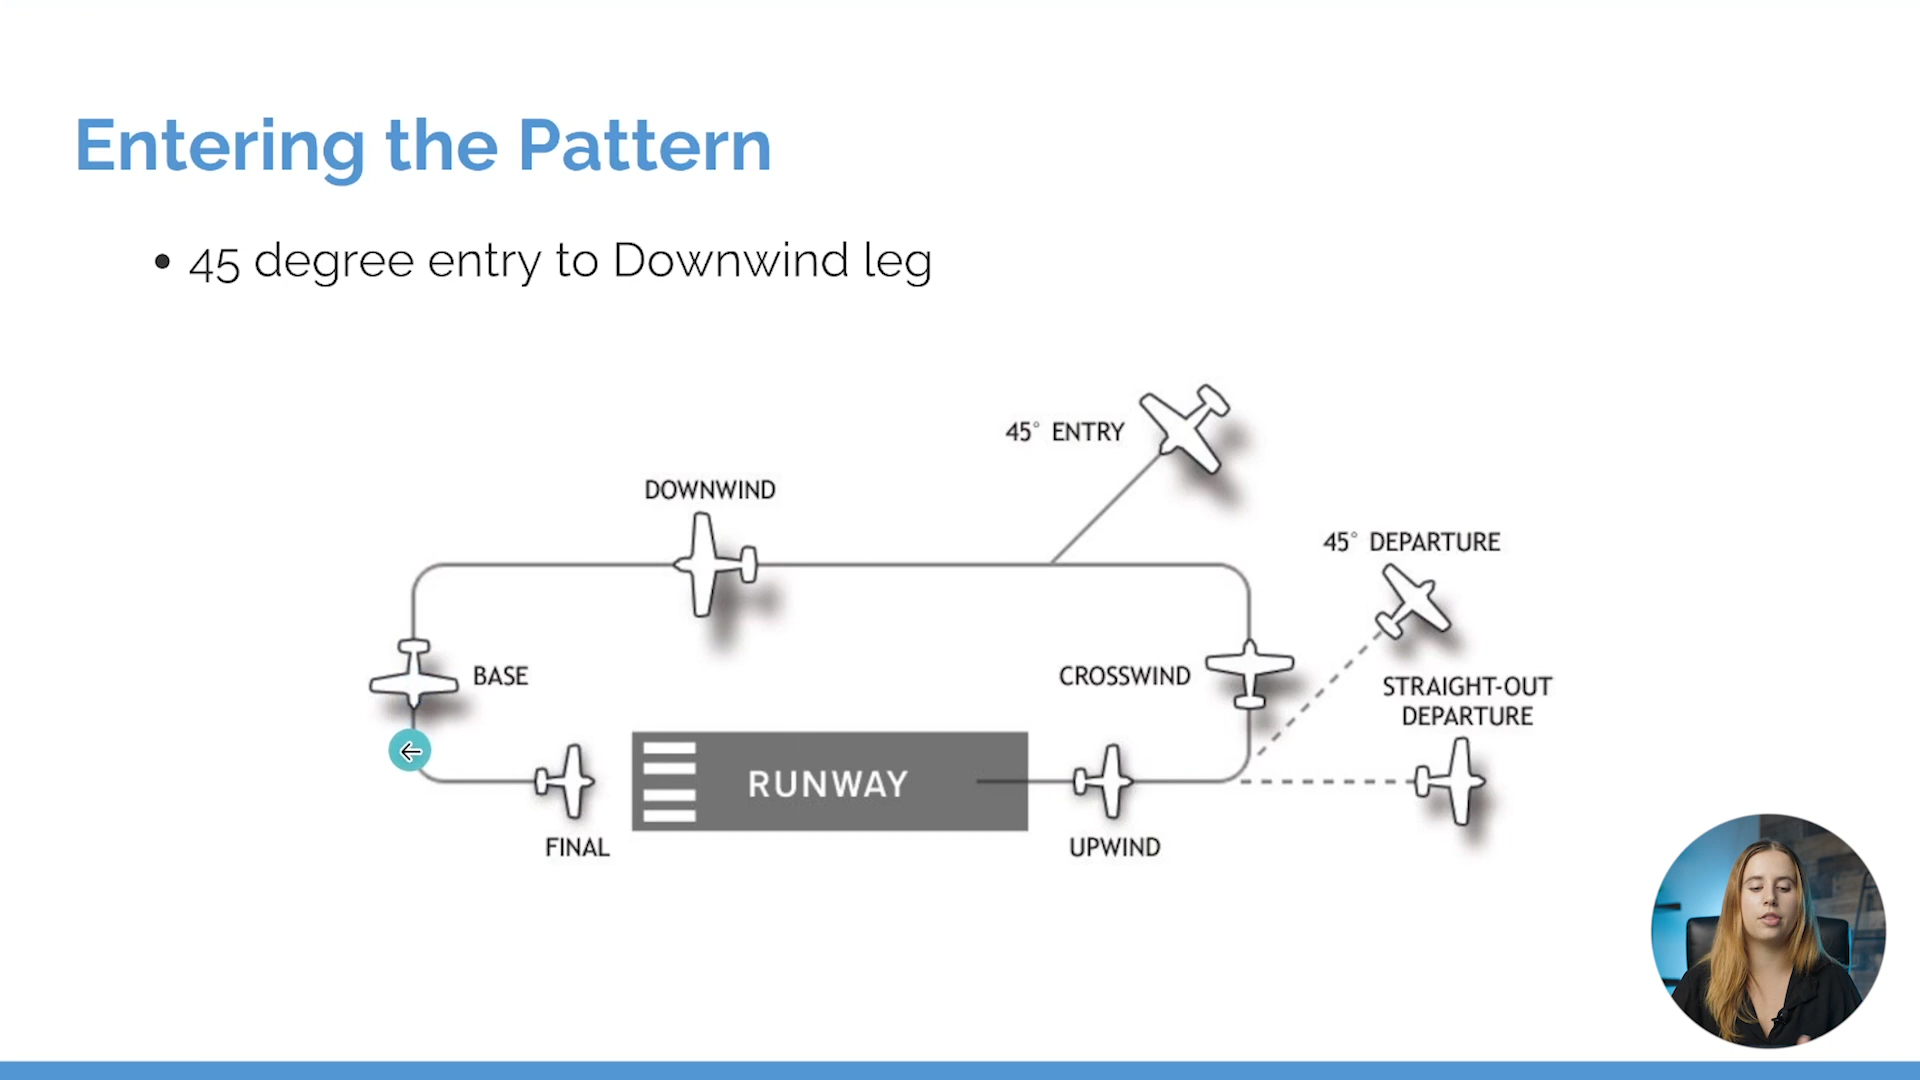 Entering the Pattern
• 45 degree entry to Downwind leg
45° ENTRY
DOWNWIND
45° DEPARTURE
BASE
CROSSWIND
STRAIGHT-OUT
DEPARTURE
RUNWAY
FINAL
UPWIND